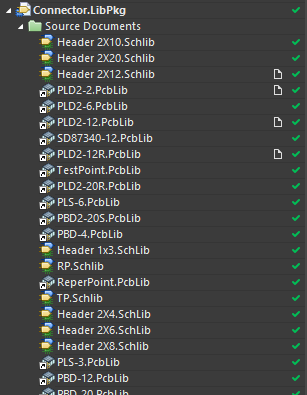 Connector.LibPkg
Source Documents
Header 2X10.Schlib
Header 2X20.Schlib
Header 2X12.Schlib
PLD2-2.PcbLib
PLD2-6.PcbLib
PLD2-12.PcbLib
SD87340-12.PcbLib
PLD2-12R.PcbLib
TestPoint.PcbLib
PLD2-20R.PcbLib
PLS-6.PcbLib
PBD2-20S.PcbLib
PBD-4.PcbLib
Header 1x3.SchLib
RP.Schlib
ReperPoint.PcbLib
TP.Schlib
Header 2X4.SchLib
Header 2X6.SchLib
Header 2X8.SchLib
PLS-3.PcbLib
PBD-12.PcbLib
PBD-20.PcbLib